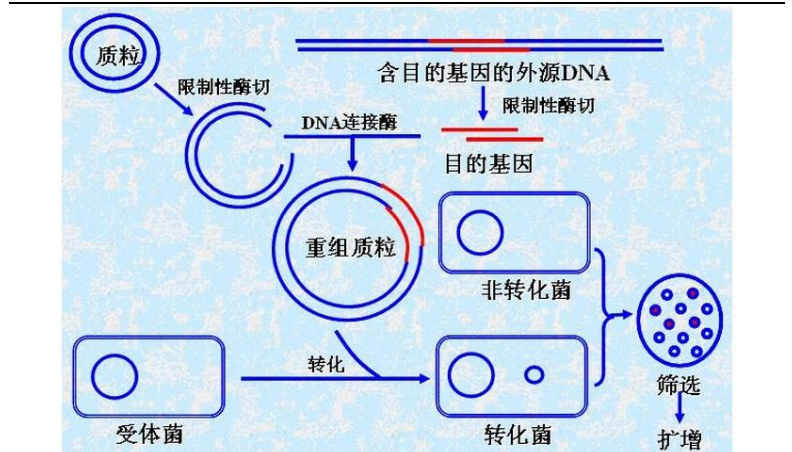 质粒
含目的基因的外源DNA
限制性酶切
限制性酶切
DNA连接酶
目的基因
重组质粒
非转化菌
转化
筛选
受体菌
转化菌
扩增